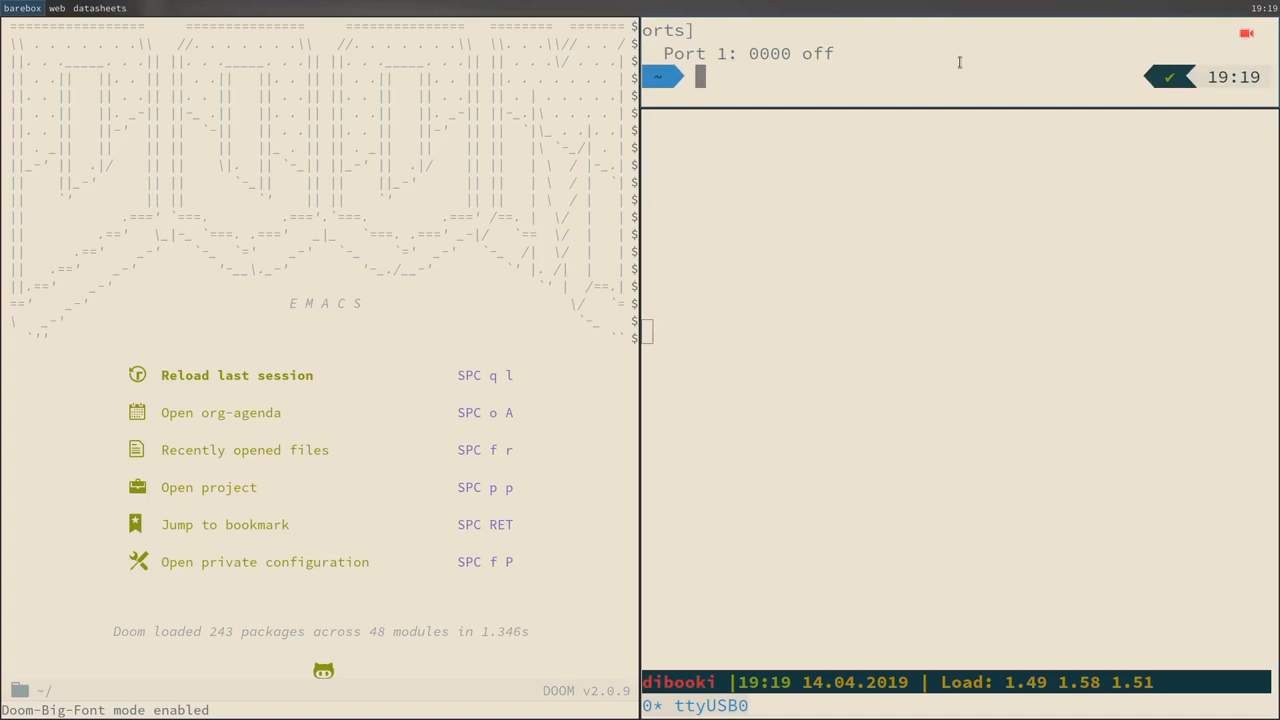 barebox web datasheets
19:19
E M A C S
Reload last session SPC q l
Open org-agenda SPC o A
Recently opened files SPC f r
Open project SPC p p
Jump to bookmark SPC RET
Open private configuration SPC f P
Doom loaded 243 packages across 48 modules in 1.346s
~/ DOOM v2.0.9
Doom-Big-Font mode enabled
orts]
Port 1: 0000 off
~ ✔ 19:19
dibooki |19:19 14.04.2019 | Load: 1.49 1.58 1.51
0* ttyUSB0